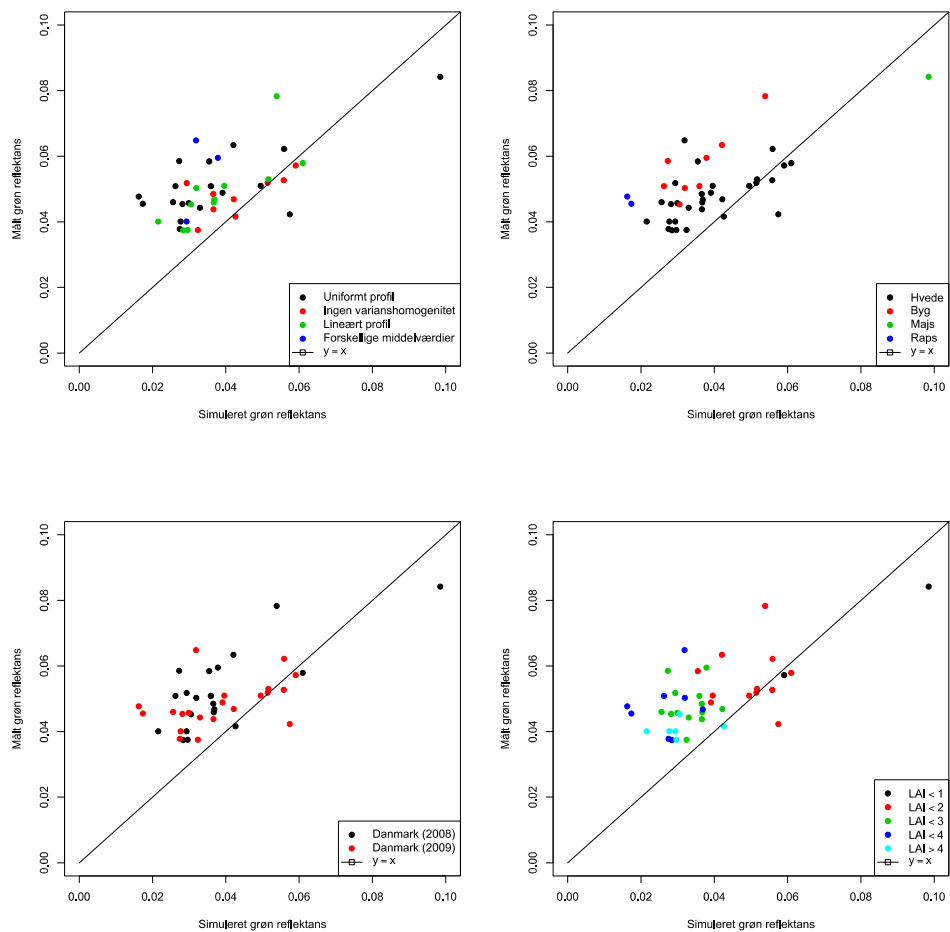 0.10
0.08
0.06
0.04
0.02
0.00
Målt grøn reflektans
Uniformt profil
Ingen varianshomogenitet
Lineært profil
Forskellige middelværdier
y = x
0.00 0.02 0.04 0.06 0.08 0.10
Simuleret grøn reflektans
0.10
0.08
0.06
0.04
0.02
0.00
Målt grøn reflektans
Hvede
Byg
Majs
Raps
y = x
0.00 0.02 0.04 0.06 0.08 0.10
Simuleret grøn reflektans
0.10
0.08
0.06
0.04
0.02
0.00
Målt grøn reflektans
Danmark (2008)
Danmark (2009)
y = x
0.00 0.02 0.04 0.06 0.08 0.10
Simuleret grøn reflektans
0.10
0.08
0.06
0.04
0.02
0.00
Målt grøn reflektans
LAI < 1
LAI < 2
LAI < 3
LAI < 4
LAI > 4
y = x
0.00 0.02 0.04 0.06 0.08 0.10
Simuleret grøn reflektans